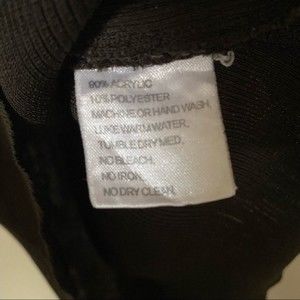 90% ACRYLIC
10% POLYESTER
MACHINE OR HAND WASH,
LUKE WARM WATER,
TUMBLE DRY MED,
NO BLEACH,
NO IRON,
NO DRY CLEAN,